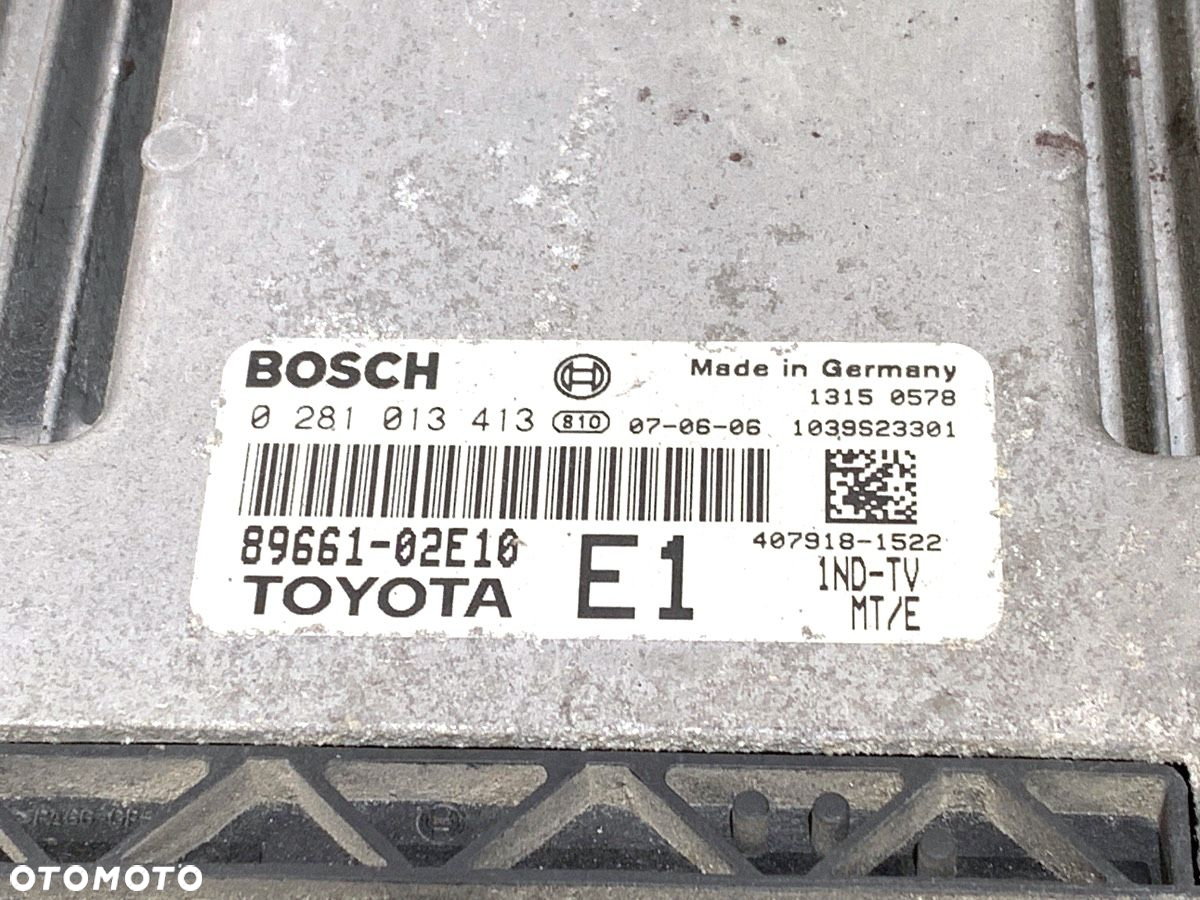 BOSCH
Made in Germany
1315 0578
0 281 013 413 810 07-06-06 1039S23301
89661-02E10
407918-1522
TOYOTA
E1
1ND-TV
MT/E
OTOMOTO